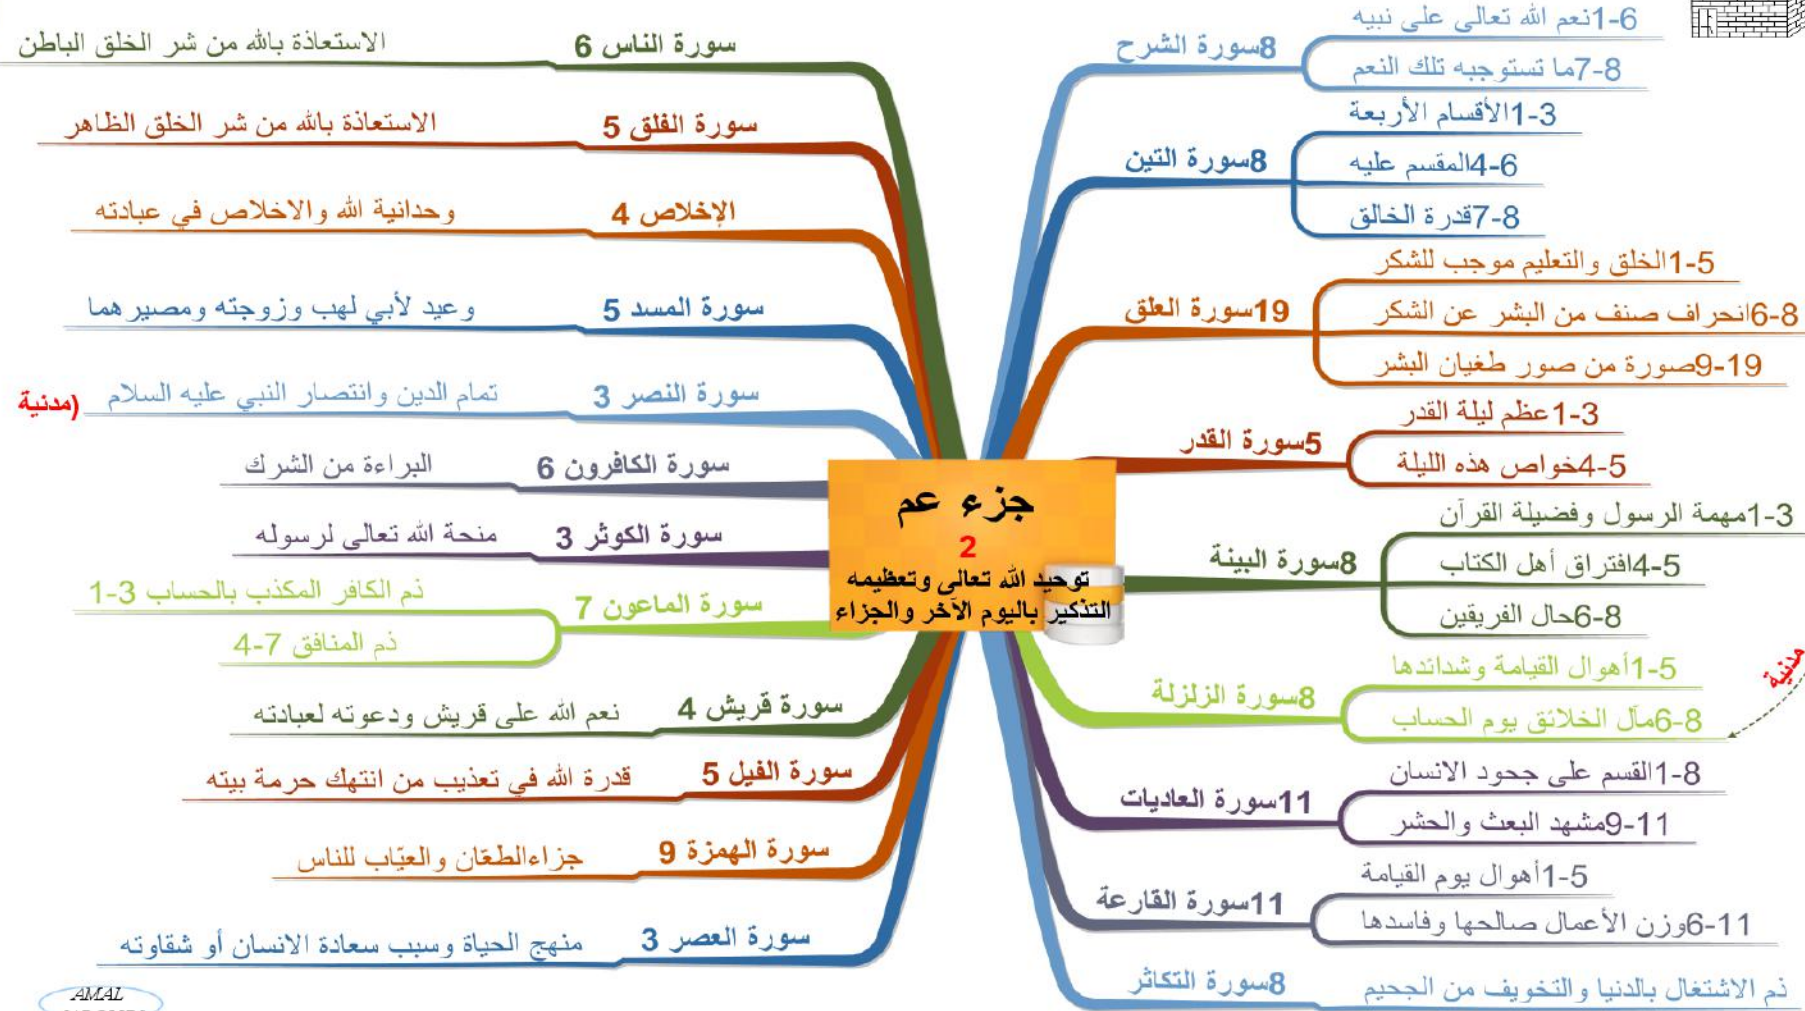 جزء عم
2
توحيد الله تعالى وتعظيمه
التذكير باليوم الآخر والجزاء
8سورة الشرح
1-6نعم الله تعالى على نبيه
7-8ما تستوجبه تلك النعم
8سورة التين
1-3الأقسام الأربعة
4-6المقسم عليه
7-8قدرة الخالق
19سورة العلق
1-5الخلق والتعليم موجب للشكر
6-8انحراف صنف من البشر عن الشكر
9-19صورة من صور طغيان البشر
5سورة القدر
1-3عظم ليلة القدر
4-5خواص هذه الليلة
8سورة البينة
1-3مهمة الرسول وفضيلة القرآن
4-5افتراق أهل الكتاب
6-8حال الفريقين
8سورة الزلزلة
1-5أهوال القيامة وشدائدها
6-8مآل الخلائق يوم الحساب
مدنية
11سورة العاديات
1-8القسم على جحود الانسان
9-11مشهد البعث والحشر
11سورة القارعة
1-5أهوال يوم القيامة
6-11وزن الأعمال صالحها وفاسدها
8سورة التكاثر
ذم الاشتغال بالدنيا والتخويف من الجحيم
سورة الناس 6
الاستعاذة بالله من شر الخلق الباطن
سورة الفلق 5
الاستعاذة بالله من شر الخلق الظاهر
الإخلاص 4
وحدانية الله والاخلاص في عبادته
سورة المسد 5
وعيد لأبي لهب وزوجته ومصيرهما
سورة النصر 3
تمام الدين وانتصار النبي عليه السلام
(مدنية
سورة الكافرون 6
البراءة من الشرك
سورة الكوثر 3
منحة الله تعالى لرسوله
سورة الماعون 7
ذم الكافر المكذب بالحساب 3-1
ذم المنافق 7-4
سورة قريش 4
نعم الله على قريش ودعوته لعبادته
سورة الفيل 5
قدرة الله في تعذيب من انتهك حرمة بيته
سورة الهمزة 9
جزاءالطعّان والعيّاب للناس
سورة العصر 3
منهج الحياة وسبب سعادة الانسان أو شقاوته
AMAL